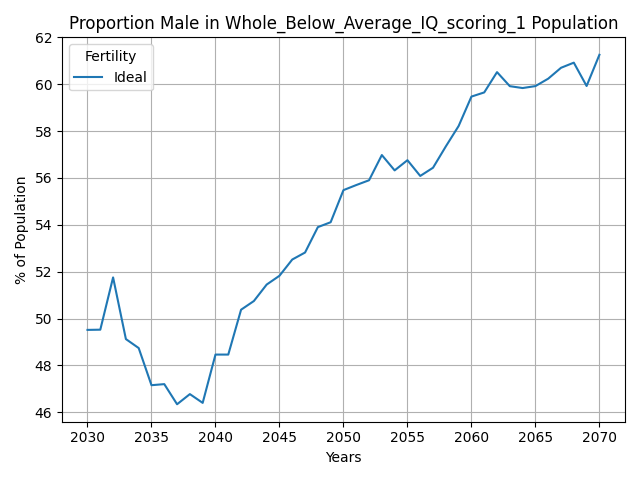 Proportion Male in Whole_Below_Average_IQ_scoring_1 Population
Fertility
Ideal
% of Population
62
60
58
56
54
52
50
48
46
2030 2035 2040 2045 2050 2055 2060 2065 2070
Years